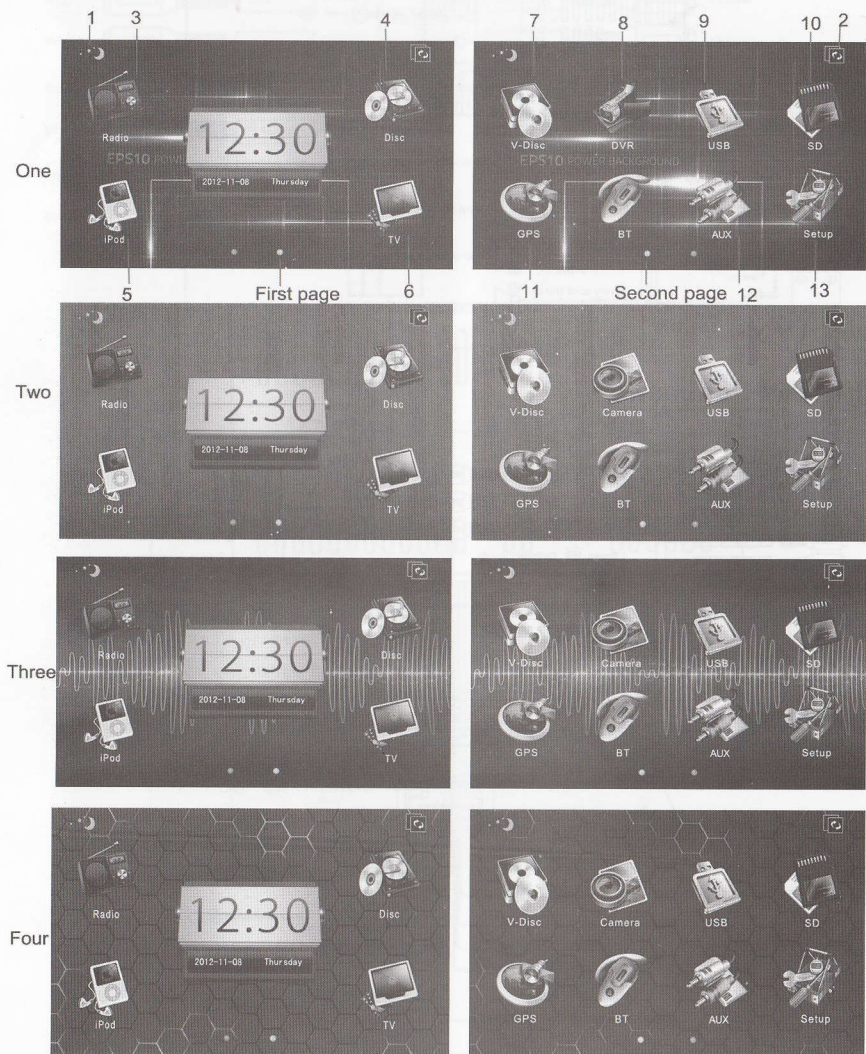 1 3 4 7 8 9 10 2
Radio 12:30 Disc V-Disc DVR USB SD
EPS10 POWER EPS10 POWER BACKGROUND
One
2012-11-08 Thursday
iPod TV GPS BT AUX Setup
5 First page 6 11 Second page 12 13
Two
Radio 12:30 Disc V-Disc Camera USB SD
2012-11-08 Thursday
iPod TV GPS BT AUX Setup
Radio 12:30 Disc V-Disc Camera USB SD
Three
2012-11-08 Thursday
iPod TV GPS BT AUX Setup
Radio 12:30 Disc V-Disc Camera USB SD
Four
2012-11-08 Thursday
iPod TV GPS BT AUX Setup